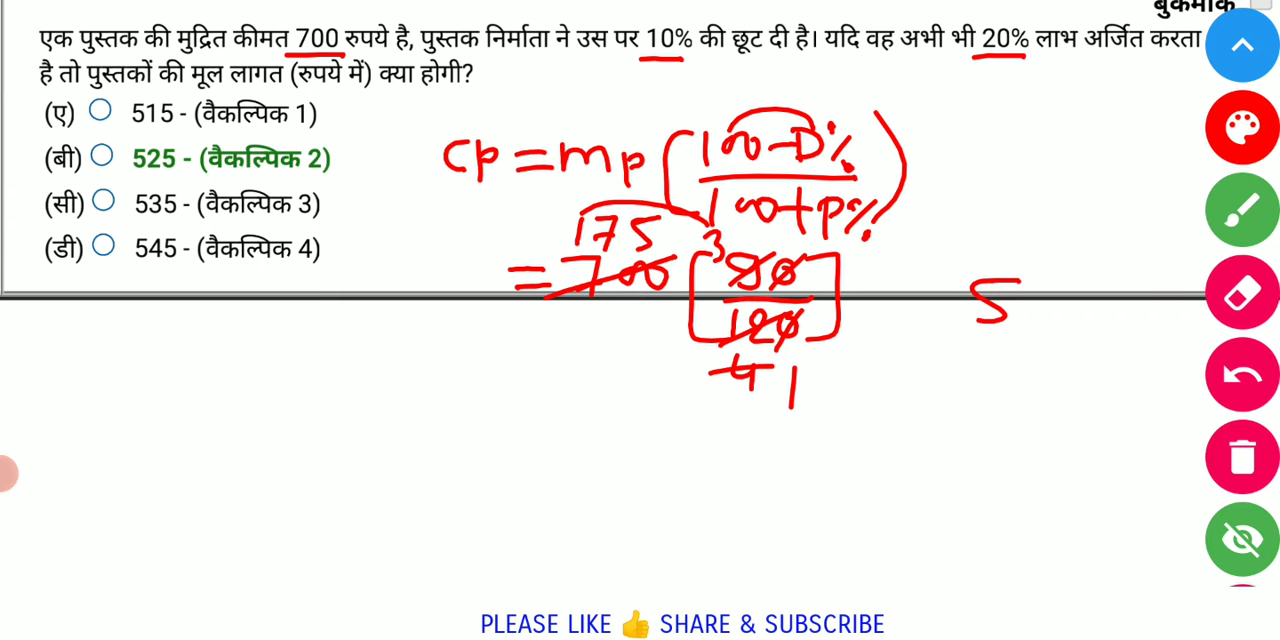 बुकमार्क
एक पुस्तक की मुद्रित कीमत 700 रुपये है, पुस्तक निर्माता ने उस पर 10% की छूट दी है। यदि वह अभी भी 20% लाभ अर्जित करता
है तो पुस्तकों की मूल लागत (रुपये में) क्या होगी?
(ए) 515 - (वैकल्पिक 1)
(बी) 525 - (वैकल्पिक 2)
(सी) 535 - (वैकल्पिक 3)
(डी) 545 - (वैकल्पिक 4)
CP = MP (100 - D% / 100 + P%)
175 3
= 700 [90 / 120] 5
4 1
PLEASE LIKE 👍 SHARE & SUBSCRIBE